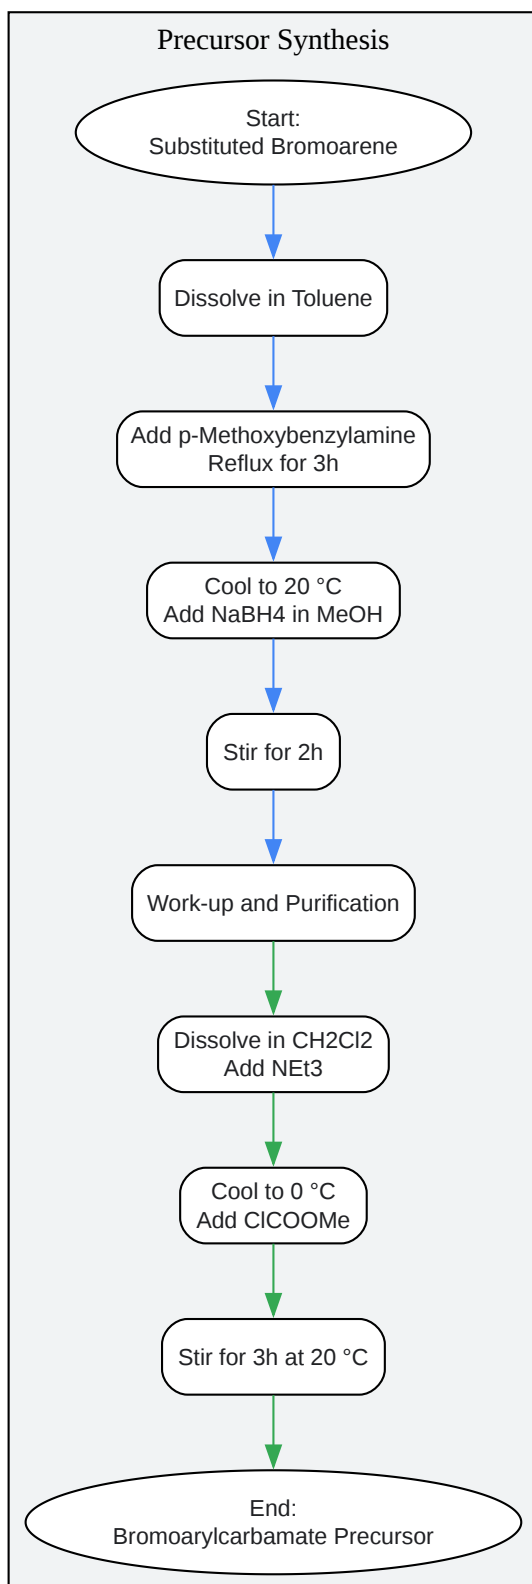 Precursor Synthesis
Start:
Substituted Bromoarene
Dissolve in Toluene
Add p-Methoxybenzylamine
Reflux for 3h
Cool to 20 °C
Add NaBH4 in MeOH
Stir for 2h
Work-up and Purification
Dissolve in CH2Cl2
Add NEt3
Cool to 0 °C
Add ClCOOMe
Stir for 3h at 20 °C
End:
Bromoarylcarbamate Precursor